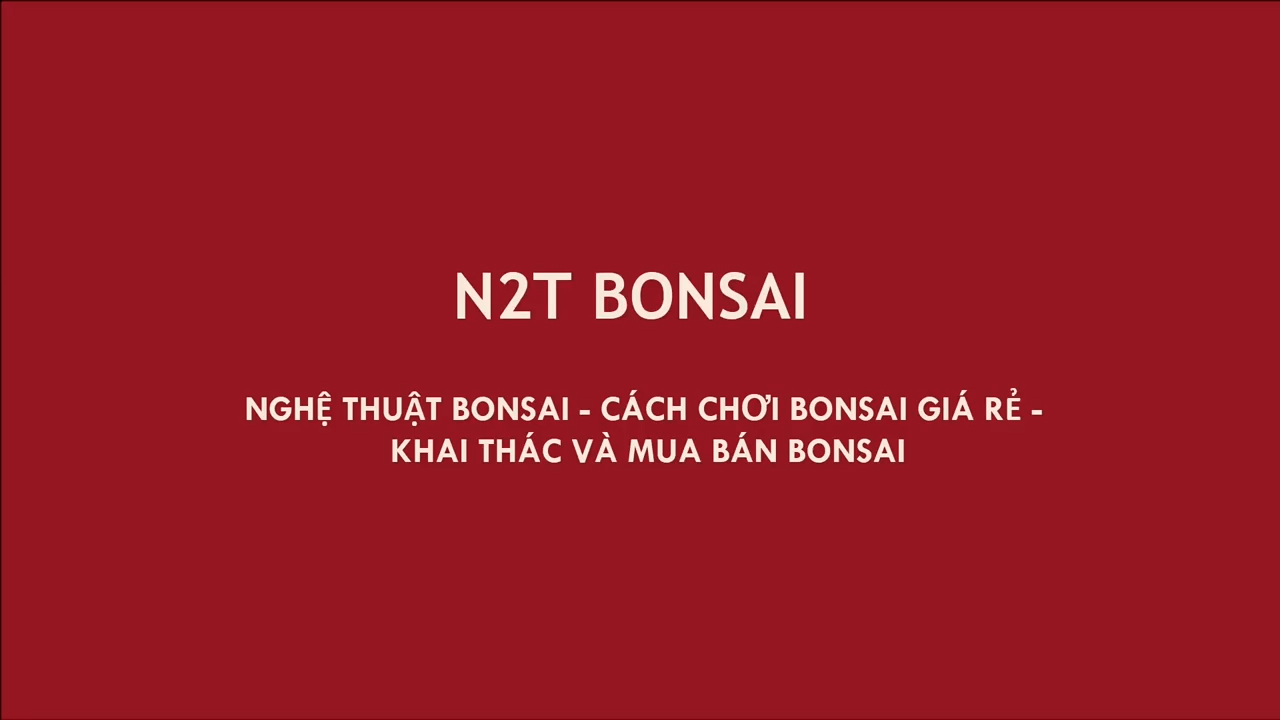 N2T BONSAI
NGHỆ THUẬT BONSAI - CÁCH CHƠI BONSAI GIÁ RẺ -
KHAI THÁC VÀ MUA BÁN BONSAI